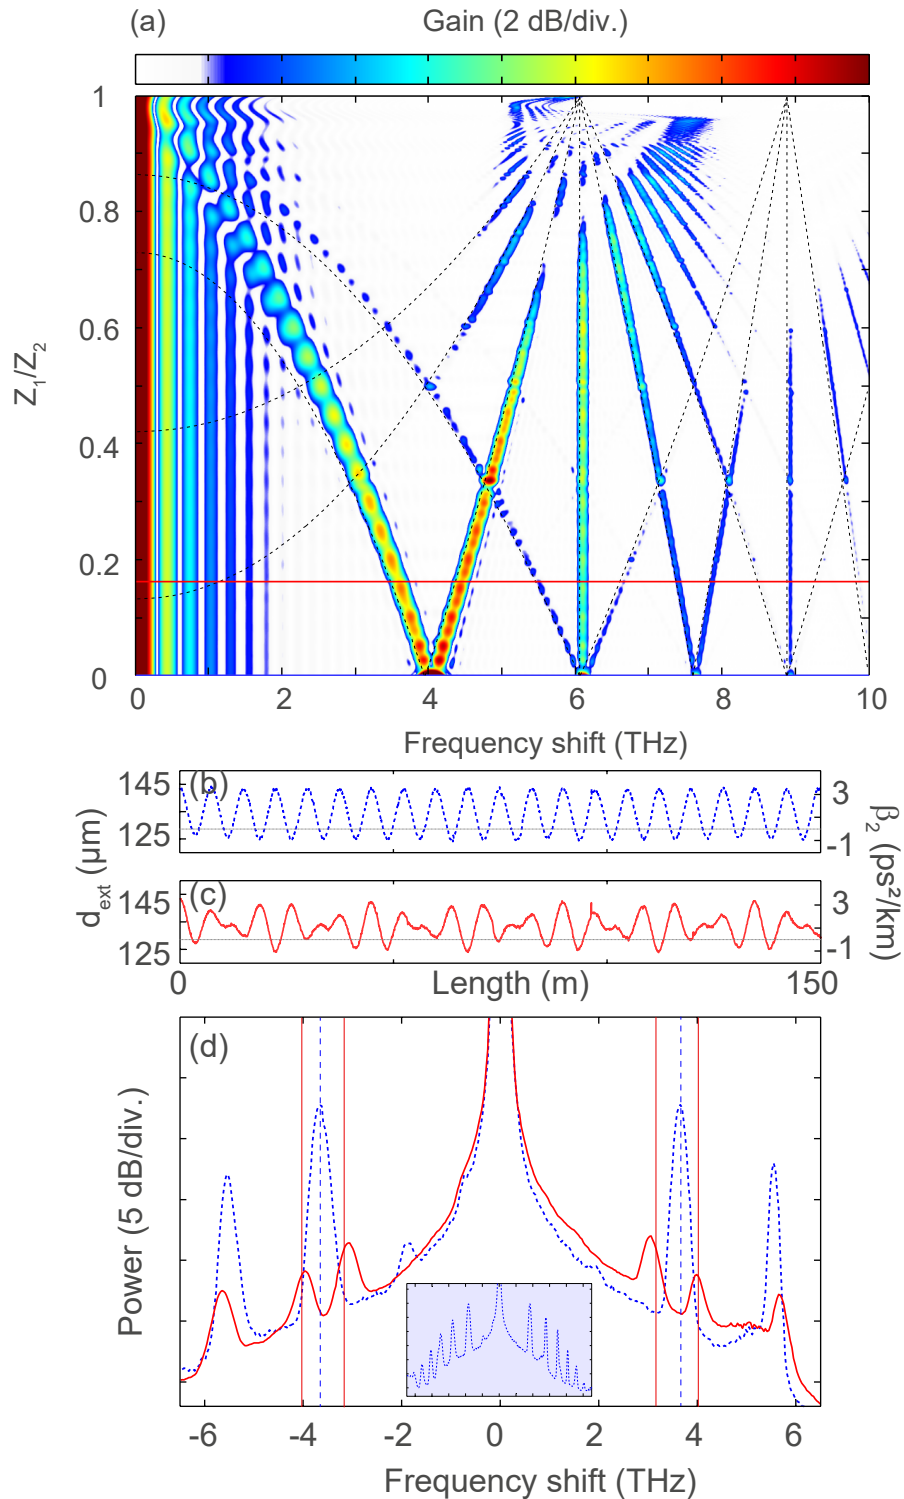 (a) Gain (2 dB/div.)
1
0.8
0.6
0.4
0.2
0
Z₁/Z₂
0 2 4 6 8 10
Frequency shift (THz)
(b)
145
125
3
-1
(c)
145
125
3
-1
d_ext (µm)
β₂ (ps²/km)
0 Length (m) 150
(d)
Power (5 dB/div.)
-6 -4 -2 0 2 4 6
Frequency shift (THz)